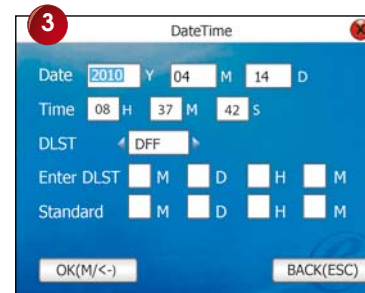 3
DateTime
Date 2010 Y 04 M 14 D
Time 08 H 37 M 42 S
DLST DFF
Enter DLST M D H M
Standard M D H M
OK(M/<-) BACK(ESC)